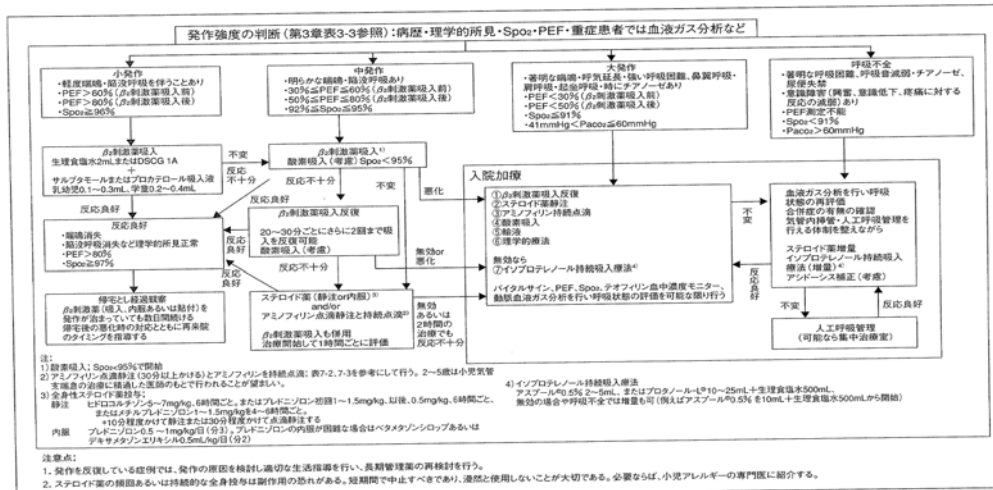 発作強度の判断(第3章表3-3参照):病歴・理学的所見・Spo₂・PEF・重症患者では血液ガス分析など
小発作
・軽度喘鳴・陥没呼吸を伴うことあり
・PEF>60%(β₂刺激薬吸入前)
・PEF>80%(β₂刺激薬吸入後)
・Spo₂≧96%
中発作
・明らかな喘鳴・陥没呼吸あり
・30%≦PEF≦60%(β₂刺激薬吸入前)
・50%≦PEF≦80%(β₂刺激薬吸入後)
・92%≦Spo₂≦95%
大発作
・著明な喘鳴・呼気延長・強い呼吸困難、鼻翼呼吸・
肩呼吸・起坐呼吸・時にチアノーゼあり
・PEF<30%(β₂刺激薬吸入前)
・PEF<50%(β₂刺激薬吸入後)
・Spo₂≦91%
・41mmHg<Paco₂≦60mmHg
呼吸不全
・著明な呼吸困難、呼吸音減弱・チアノーゼ、
尿便失禁
・意識障害(興奮、意識低下、疼痛に対する
反応の減弱)あり
・PEF測定不能
・Spo₂<91%
・Paco₂>60mmHg
β₂刺激薬吸入
生理食塩水2mLまたはDSCG 1A
+
サルブタモールまたはプロカテロール吸入液
乳幼児0.1〜0.3mL、学童0.2〜0.4mL
不変
反応
不十分
β₂刺激薬吸入¹⁾
酸素吸入(考慮)Spo₂<95%
反応良好
反応良好
・喘鳴消失
・陥没呼吸消失など理学的所見正常
・PEF>80%
・Spo₂≧97%
反応良好
反応不十分
不変
悪化
β₂刺激薬吸入反復
20〜30分ごとにさらに2回まで吸
入を反復可能
酸素吸入(考慮)
反応
良好
反応不十分
無効or
悪化
反応
良好
帰宅とし経過観察
β₂刺激薬(吸入、内服あるいは貼付)を
発作が治まっていても数日間続ける
帰宅後の悪化時の対応とともに再来院
のタイミングを指導する
ステロイド薬(静注or内服)³⁾
and/or
アミノフィリン点滴静注と持続点滴²⁾
β₂刺激薬吸入も併用
治療開始して1時間ごとに評価
無効
あるいは
2時間の
治療でも
反応不十分
入院加療
①β₂刺激薬吸入反復
②ステロイド薬静注
③アミノフィリン持続点滴
④酸素吸入
⑤輸液
⑥理学的療法
無効なら
⑦イソプロテレノール持続吸入療法⁴⁾
バイタルサイン、PEF、Spo₂、テオフィリン血中濃度モニター、
動脈血液ガス分析を行い呼吸状態の評価を可能な限り行う
不変
反応良好
血液ガス分析を行い呼吸
状態の再評価
合併症の有無の確認
気管内挿管・人工呼吸管理を
行える体制を整えながら
ステロイド薬増量
イソプロテレノール持続吸入
療法(増量)⁴⁾
アシドーシス補正(考慮)
不変
反応良好
人工呼吸管理
(可能なら集中治療室)
注:
1)酸素吸入;Spo₂<95%で開始
2)アミノフィリン点滴静注(30分以上かける)とアミノフィリンを持続点滴;表7-2、7-3を参考にして行う。2〜5歳は小児気管
支喘息の治療に精通した医師のもとで行われることが望ましい。
3)全身性ステロイド薬投与;
静注 ヒドロコルチゾン5〜7mg/kg、6時間ごと。またはプレドニゾロン初回1〜1.5mg/kg、以後、0.5mg/kg、6時間ごと、
またはメチルプレドニゾロン1〜1.5mg/kgを4〜6時間ごと。
*10分程度かけて静注または30分程度かけて点滴静注する
内服 プレドニゾロン0.5〜1mg/kg/日(分3)。プレドニゾロンの内服が困難な場合はベタメタゾンシロップあるいは
デキサメタゾンエリキシル0.5mL/kg/日(分2)
4)イソプロテレノール持続吸入療法
アスプール®0.5% 2〜5mL、またはプロタノールーL®10〜25mL+生理食塩水500mL、
無効の場合や呼吸不全では増量も可(例えばアスプール®0.5%を10mL+生理食塩水500mLから開始)
注意点:
1. 発作を反復している症例では、発作の原因を検討し適切な生活指導を行い、長期管理薬の再検討を行う。
2. ステロイド薬の頻回あるいは持続的な全身投与は副作用の恐れがある。短期間で中止すべきであり、漫然と使用しないことが大切である。必要ならば、小児アレルギーの専門医に紹介する。